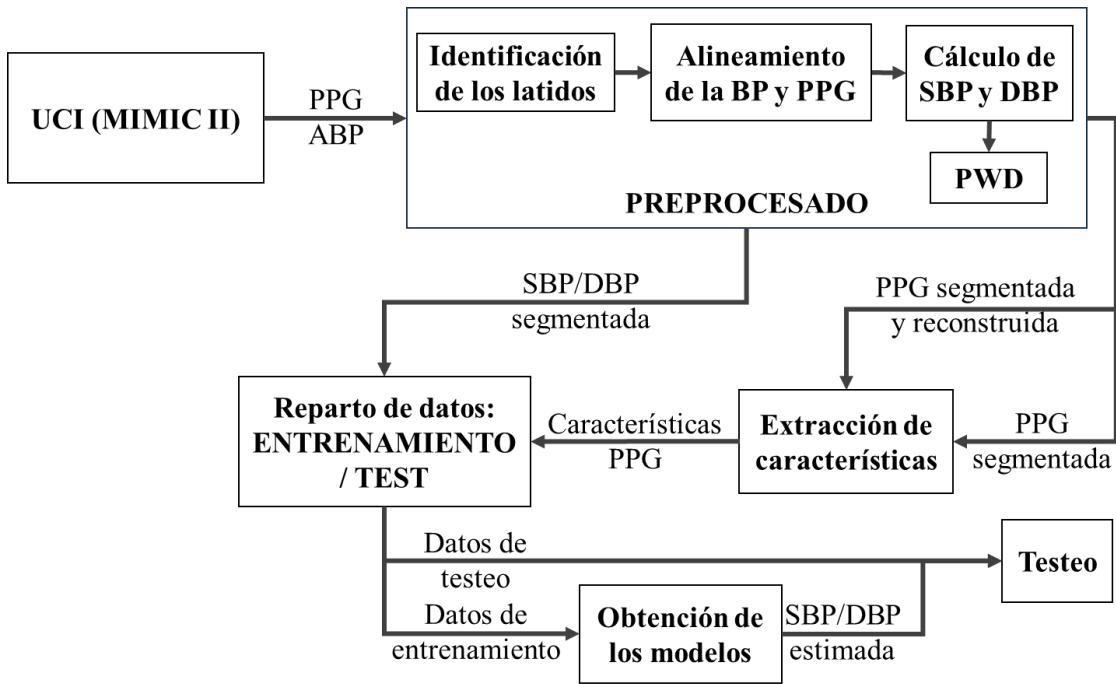 UCI (MIMIC II)
PPG
ABP
Identificación
de los latidos
Alineamiento
de la BP y PPG
Cálculo de
SBP y DBP
PWD
PREPROCESADO
SBP/DBP
segmentada
PPG segmentada
y reconstruida
Reparto de datos:
ENTRENAMIENTO
/ TEST
Características
PPG
Extracción de
características
PPG
segmentada
Datos de
testeo
Testeo
Datos de
entrenamiento
Obtención de
los modelos
SBP/DBP
estimada